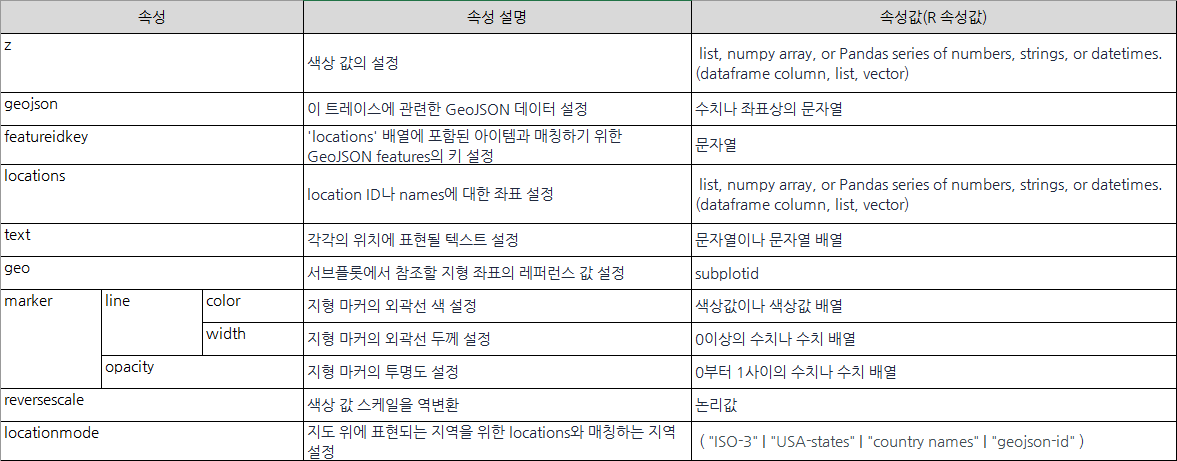 속성 속성 설명 속성값(R 속성값)
z 색상 값의 설정 list, numpy array, or Pandas series of numbers, strings, or datetimes.
(dataframe column, list, vector)
geojson 이 트레이스에 관련한 GeoJSON 데이터 설정 수치나 좌표상의 문자열
featureidkey 'locations' 배열에 포함된 아이템과 매칭하기 위한
GeoJSON features의 키 설정 문자열
locations location ID나 names에 대한 좌표 설정 list, numpy array, or Pandas series of numbers, strings, or datetimes.
(dataframe column, list, vector)
text 각각의 위치에 표현될 텍스트 설정 문자열이나 문자열 배열
geo 서브플롯에서 참조할 지형 좌표의 레퍼런스 값 설정 subplotid
marker line color 지형 마커의 외곽선 색 설정 색상값이나 색상값 배열
width 지형 마커의 외곽선 두께 설정 0이상의 수치나 수치 배열
opacity 지형 마커의 투명도 설정 0부터 1사이의 수치나 수치 배열
reversescale 색상 값 스케일을 역변환 논리값
locationmode 지도 위에 표현되는 지역을 위한 locations와 매칭하는 지역
설정 ( "ISO-3" | "USA-states" | "country names" | "geojson-id" )